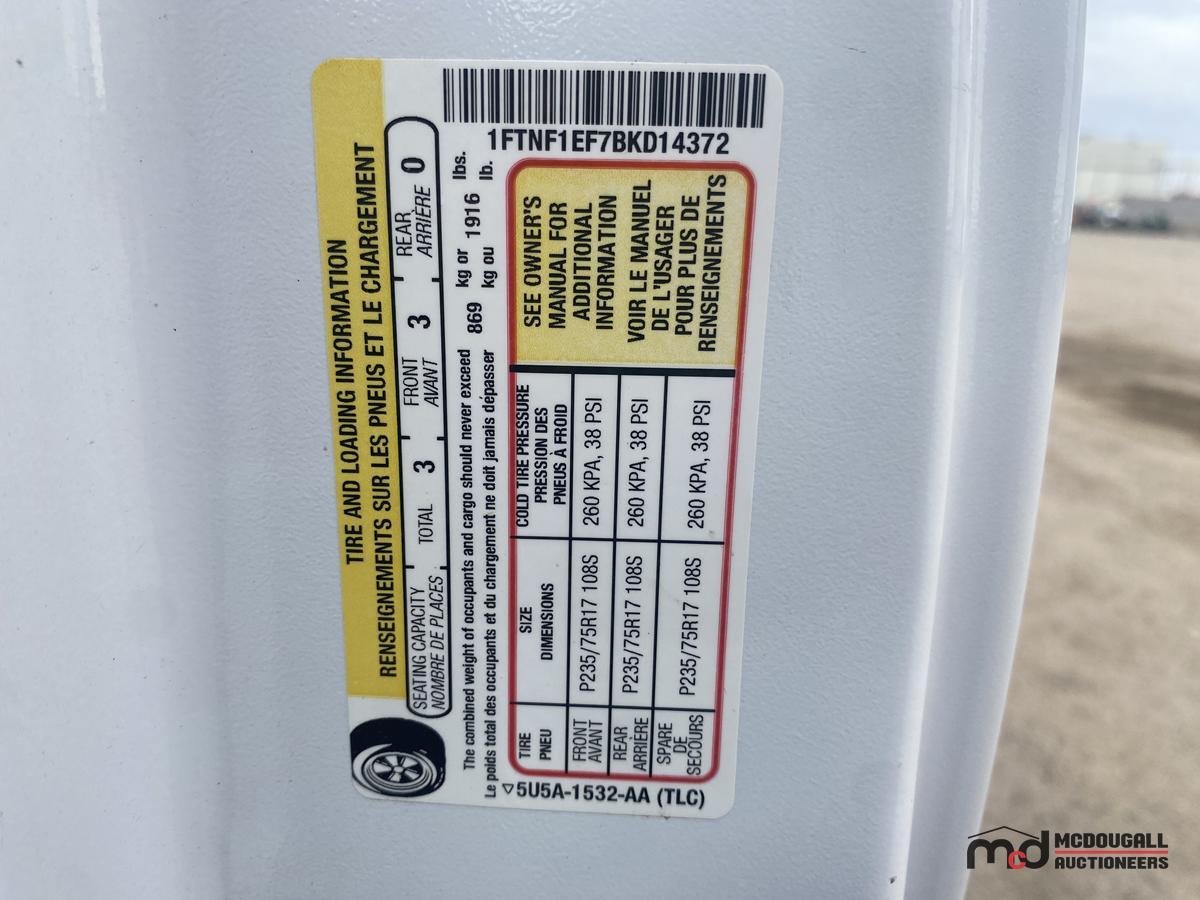 TIRE AND LOADING INFORMATION
RENSEIGNEMENTS SUR LES PNEUS ET LE CHARGEMENT
SEATING CAPACITY
NOMBRE DE PLACES
TOTAL 3
FRONT
AVANT
3
REAR
ARRIÈRE
0
The combined weight of occupants and cargo should never exceed 869 kg or 1916 lbs.
Le poids total des occupants et du chargement ne doit jamais dépasser kg ou lb.
TIRE
PNEU
SIZE
DIMENSIONS
COLD TIRE PRESSURE
PRESSION DES
PNEUS À FROID
FRONT
AVANT
P235/75R17 108S
260 KPA, 38 PSI
REAR
ARRIÈRE
P235/75R17 108S
260 KPA, 38 PSI
SPARE
DE
SECOURS
P235/75R17 108S
260 KPA, 38 PSI
SEE OWNER'S
MANUAL FOR
ADDITIONAL
INFORMATION
VOIR LE MANUEL
DE L'USAGER
POUR PLUS DE
RENSEIGNEMENTS
5U5A-1532-AA (TLC)
1FTNF1EF7BKD14372
mcd
MCDOUGALL
AUCTIONEERS